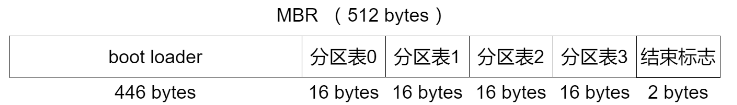 MBR （512 bytes）
boot loader 分区表0 分区表1 分区表2 分区表3 结束标志
446 bytes 16 bytes 16 bytes 16 bytes 16 bytes 2 bytes